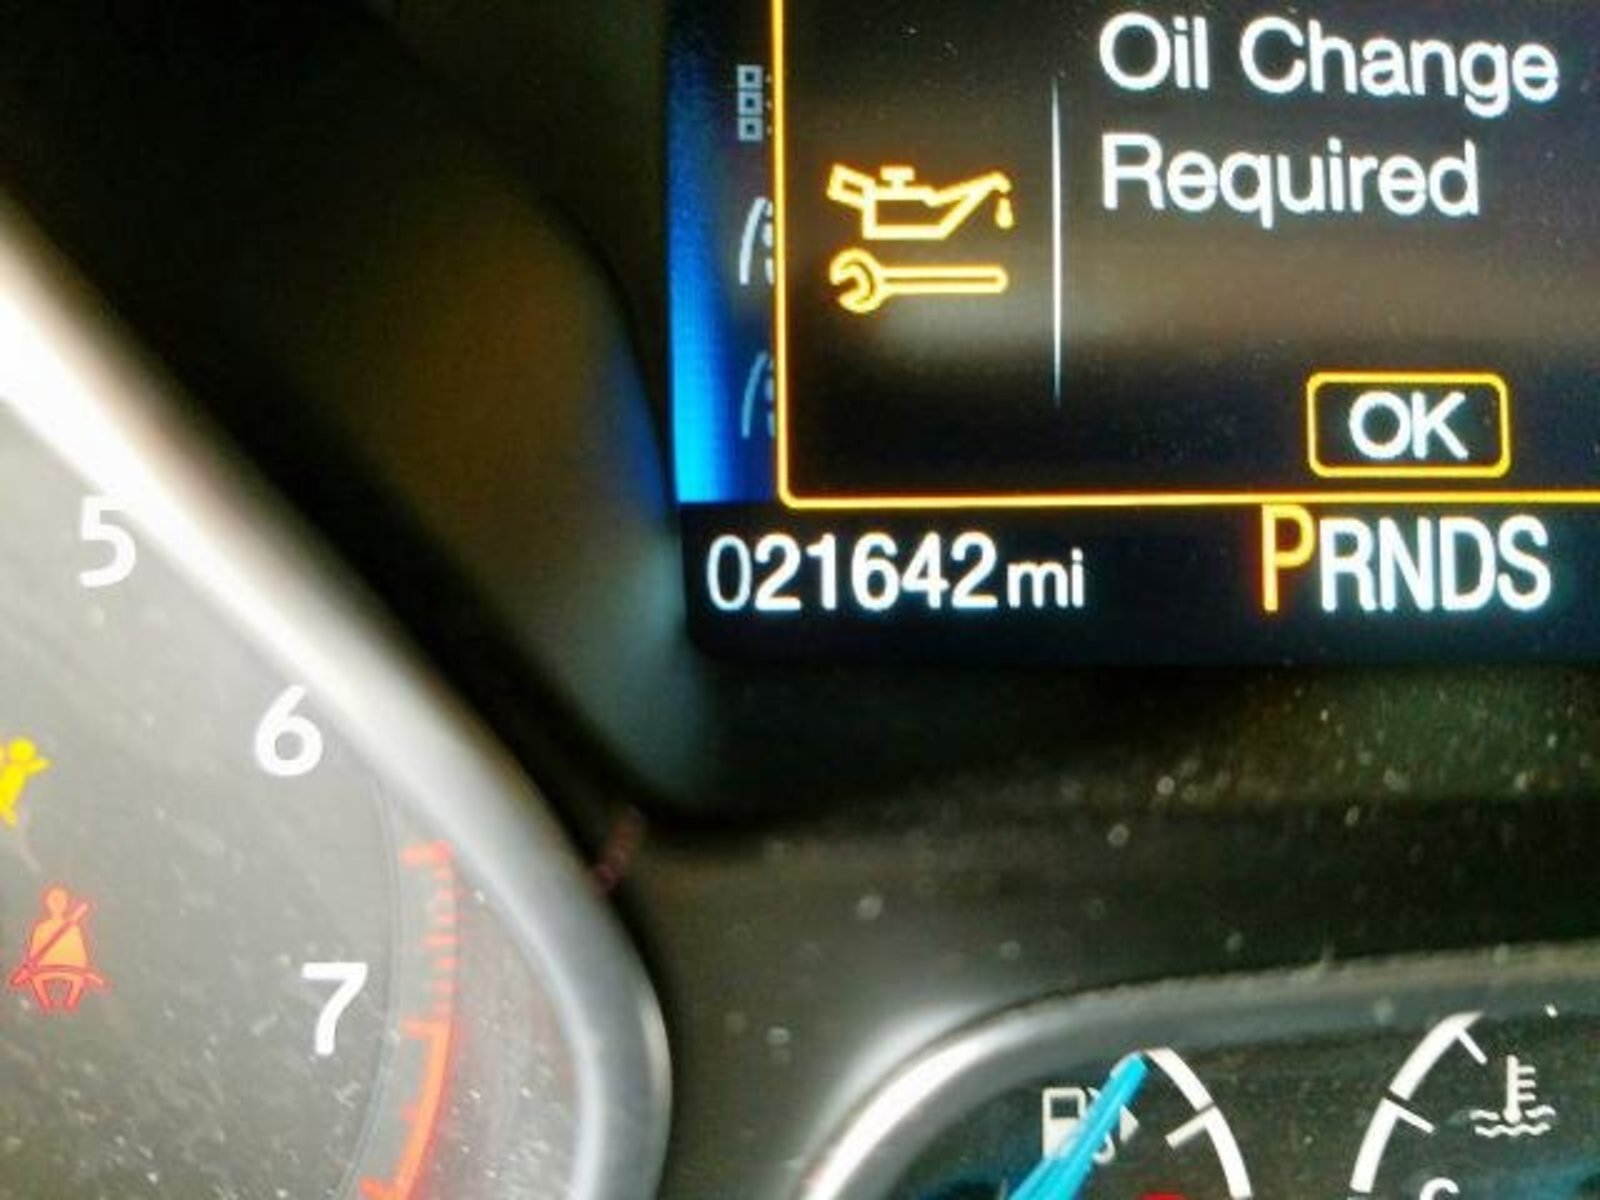 Oil Change
Required
OK
021642mi
PRNDS
5
6
7